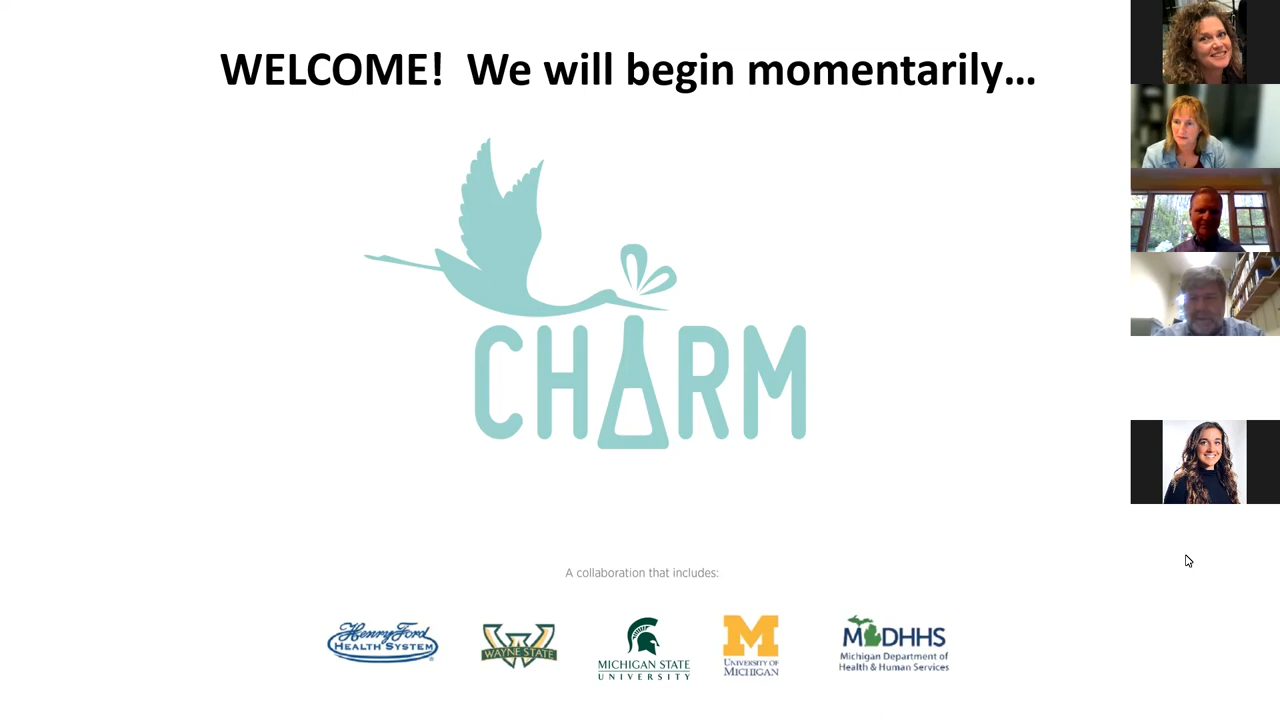 WELCOME! We will begin momentarily...
CHARM
A collaboration that includes:
Henry Ford
HEALTH SYSTEM
WAYNE STATE
MICHIGAN STATE
UNIVERSITY
M
UNIVERSITY OF
MICHIGAN
MDHHS
Michigan Department of
Health & Human Services